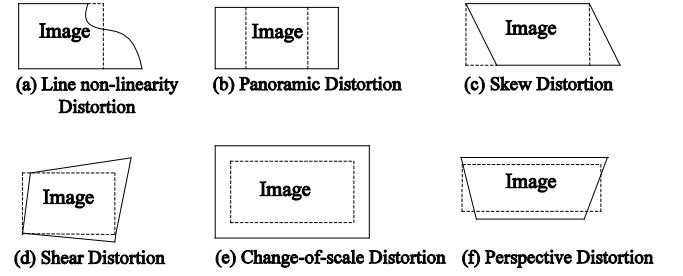 Image
Image
Image
(a) Line non-linearity
Distortion
(b) Panoramic Distortion
(c) Skew Distortion
Image
Image
Image
(d) Shear Distortion
(e) Change-of-scale Distortion
(f) Perspective Distortion